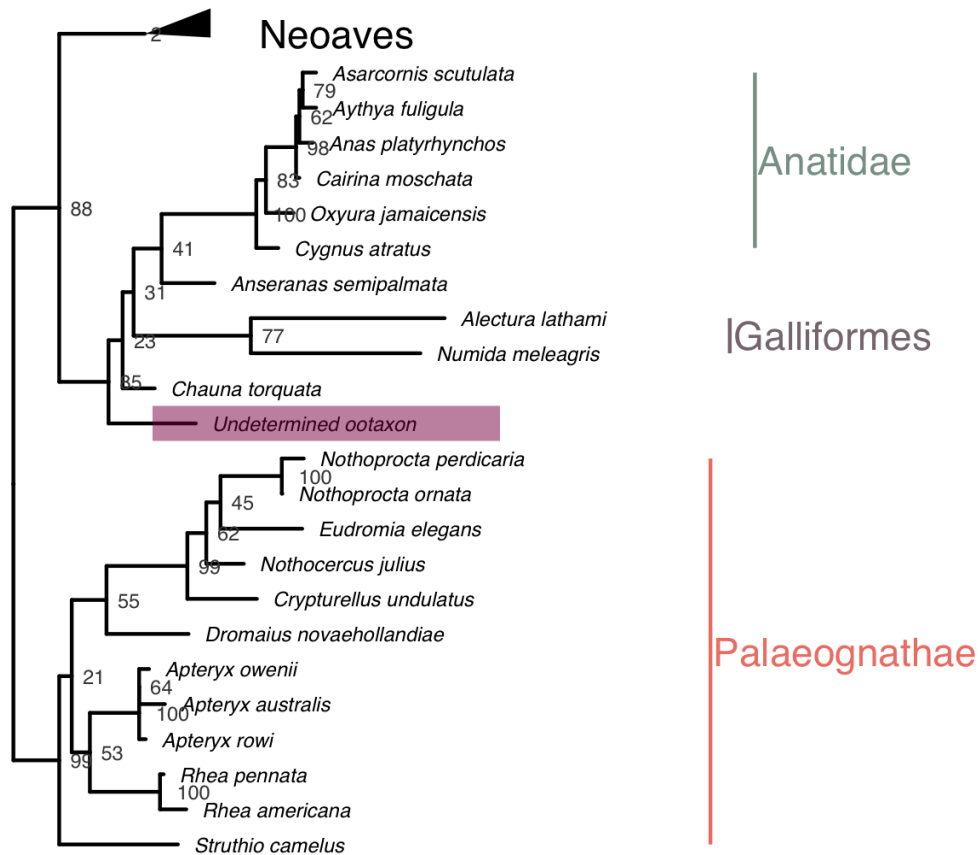 2
Neoaves
Asarcornis scutulata
79
Aythya fuligula
62
Anas platyrhynchos
98
Cairina moschata
83
Anatidae
Oxyura jamaicensis
100
88
Cygnus atratus
41
Anseranas semipalmata
31
Alectura lathami
77
Galliformes
23
Numida meleagris
Chauna torquata
35
Undetermined ootaxon
Nothoprocta perdicaria
100
Nothoprocta ornata
45
Eudromia elegans
62
Nothocercus julius
99
Crypturellus undulatus
55
Dromaius novaehollandiae
Palaeognathae
Apteryx owenii
21
64
Apteryx australis
100
Apteryx rowi
53
99
Rhea pennata
100
Rhea americana
Struthio camelus